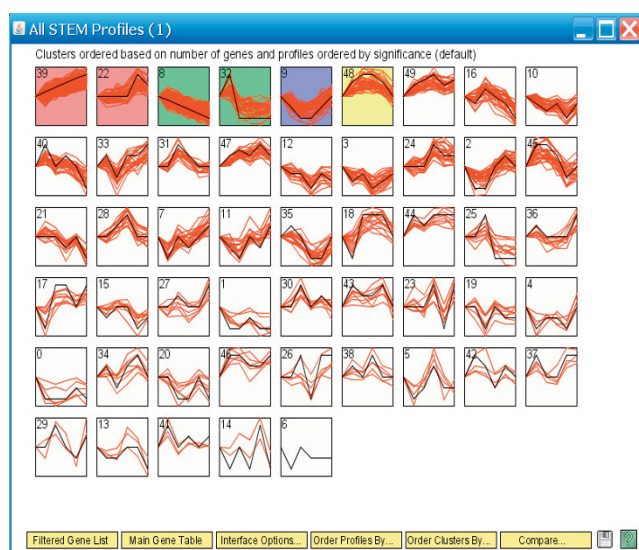 All STEM Profiles (1)
Clusters ordered based on number of genes and profiles ordered by significance (default)
39 22 8 32 9 48 49 16 10
40 33 31 47 12 3 24 2 45
21 28 7 11 35 18 44 25 36
17 15 27 1 30 43 23 19 4
0 34 20 46 26 38 5 42 37
29 13 41 14 6
Filtered Gene List Main Gene Table Interface Options... Order Profiles By... Order Clusters By... Compare... ?